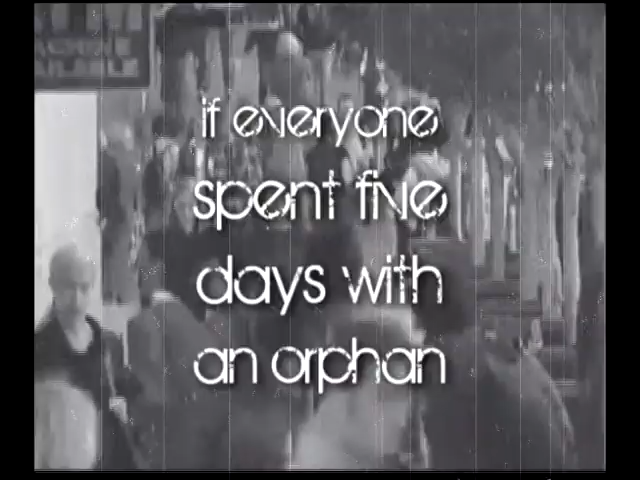 if everyone
spent five
days with
an orphan